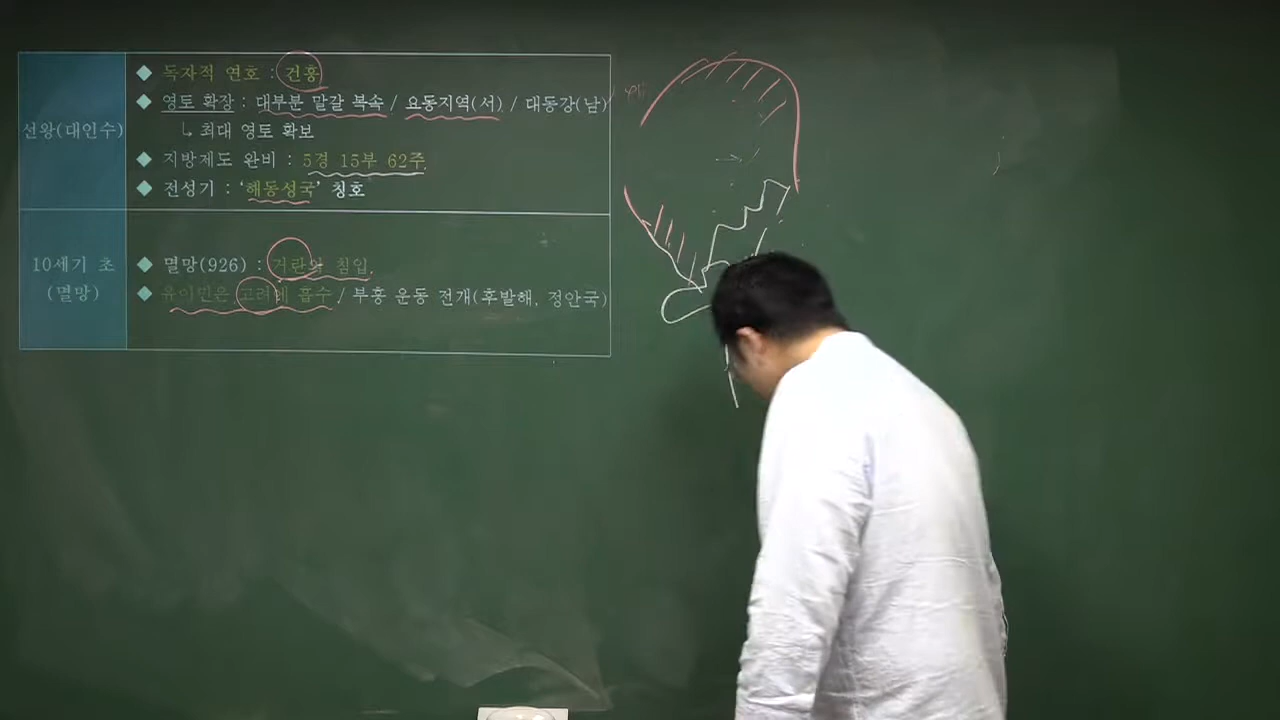 선왕(대인수)
◆ 독자적 연호 : 건흥
◆ 영토 확장 : 대부분 말갈 복속 / 요동지역(서) / 대동강(남)
↳ 최대 영토 확보
◆ 지방제도 완비 : 5경 15부 62주
◆ 전성기 : ‘해동성국’ 칭호
10세기 초
(멸망)
◆ 멸망(926) : 거란의 침입
◆ 유이민은 고려에 흡수 / 부흥 운동 전개(후발해, 정안국)